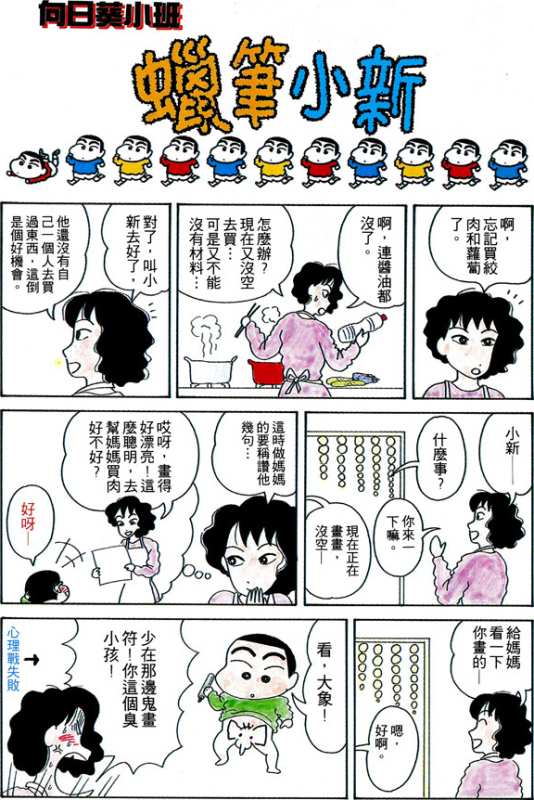 向日葵小班
蠟筆小新
啊，
忘記買絞
肉和蘿蔔
了。
啊，連醬油都
沒了。
怎麼辦？
現在又沒空
去買…
可是又不能
沒有材料…
對了，叫小
新去好了，
他還沒有自
己一個人去買
過東西，這倒
是個好機會。
小新——
什麼事？
你來一
下嘛。
現在正在
畫畫，
沒空—
這時做媽媽
的要稱讚他
幾句…
哎呀，畫得
好漂亮！這
麼聰明，去
幫媽媽買肉
好不好？
好呀—
給媽媽
看一下
你畫的—
嗯，
好啊。
看，大象！
少在那邊鬼畫
符！你這個臭
小孩！
心理戰失敗